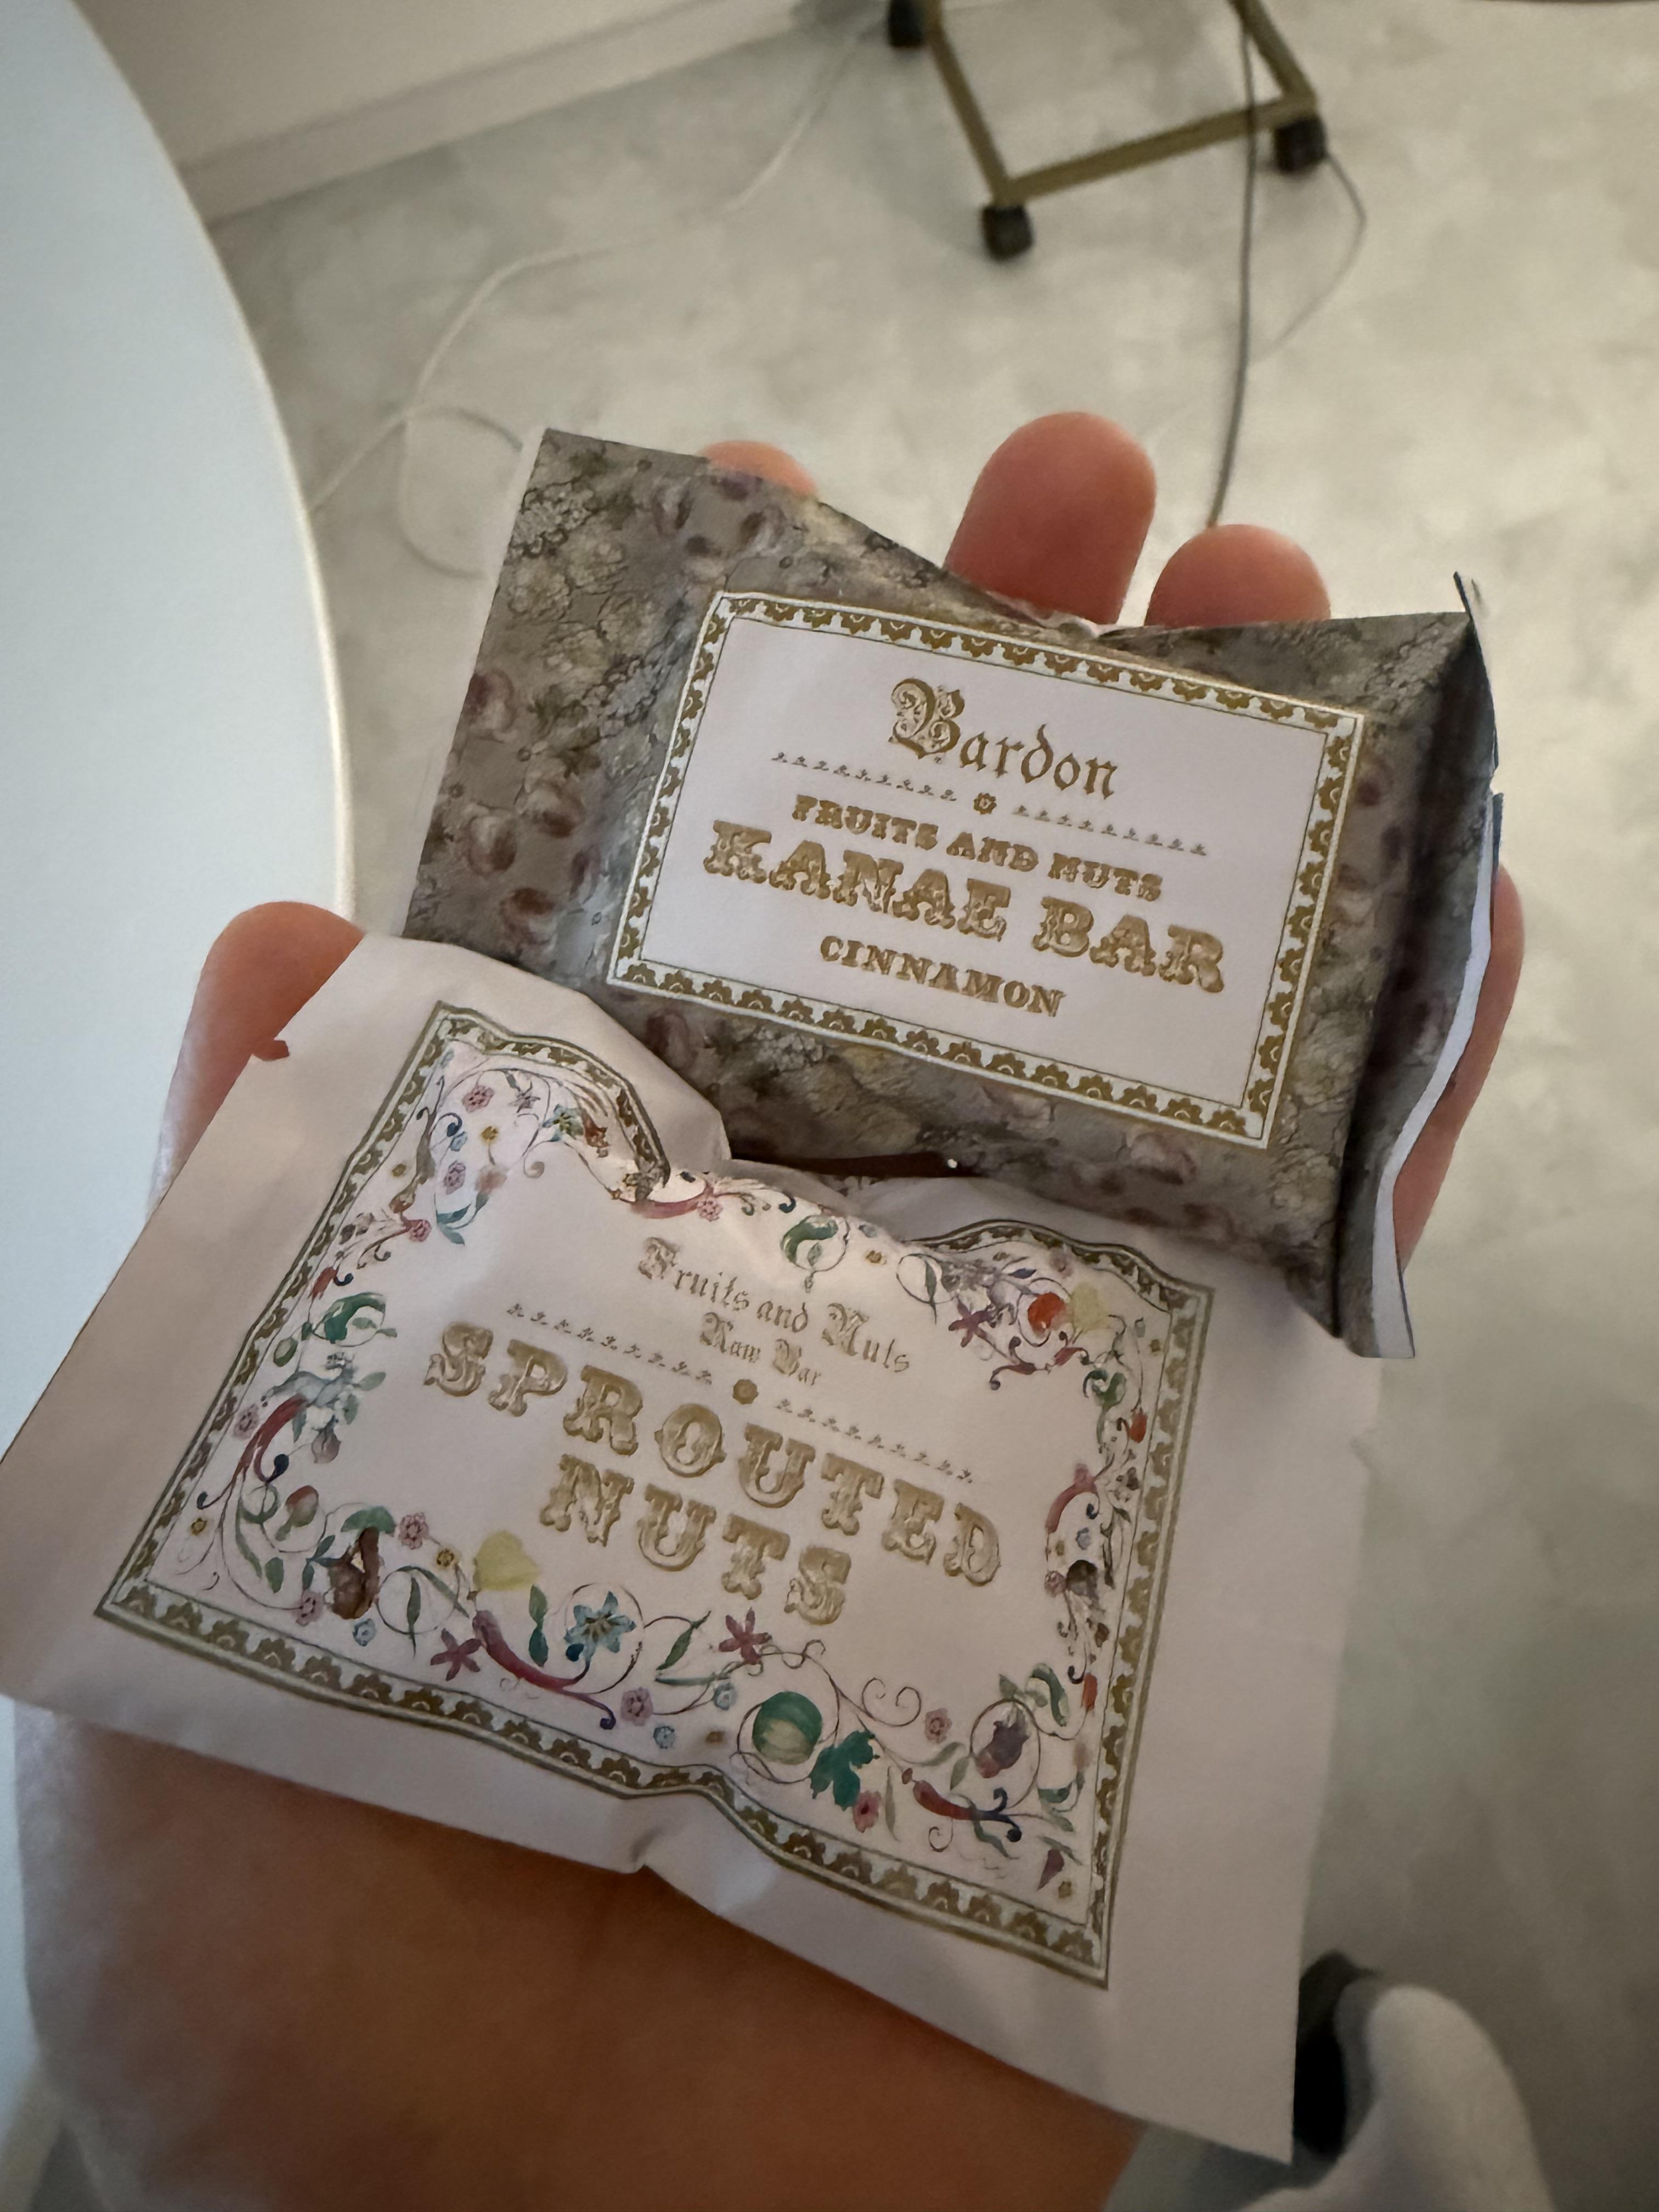 Bardon
FRUITS AND NUTS
KANAE BAR
CINNAMON
Fruits and Nuts
Raw Bar
SPROUTED
NUTS